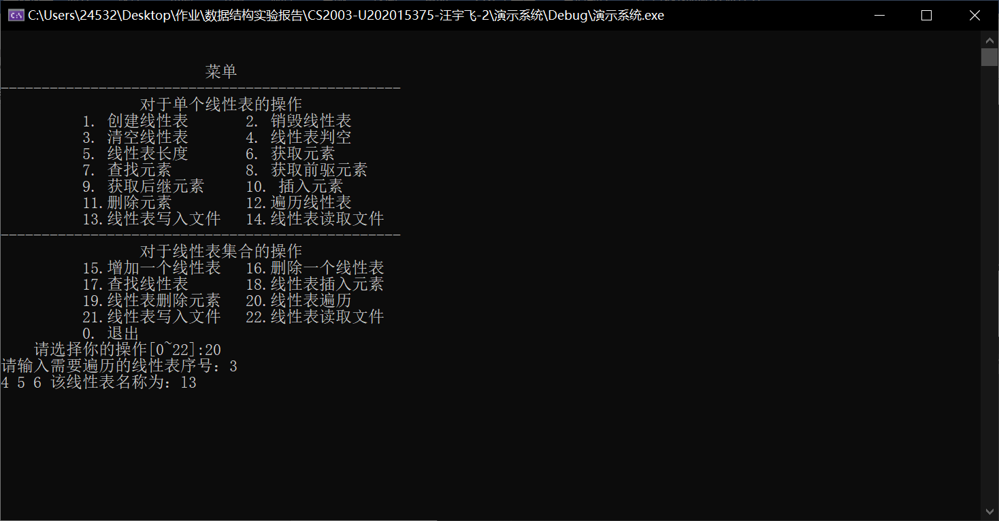 C:\Users\24532\Desktop\作业\数据结构实验报告\CS2003-U202015375-汪宇飞-2\演示系统\Debug\演示系统.exe
菜单
-------------------------------------------------
对于单个线性表的操作
1. 创建线性表 2. 销毁线性表
3. 清空线性表 4. 线性表判空
5. 线性表长度 6. 获取元素
7. 查找元素 8. 获取前驱元素
9. 获取后继元素 10. 插入元素
11.删除元素 12.遍历线性表
13.线性表写入文件 14.线性表读取文件
-------------------------------------------------
对于线性表集合的操作
15.增加一个线性表 16.删除一个线性表
17.查找线性表 18.线性表插入元素
19.线性表删除元素 20.线性表遍历
21.线性表写入文件 22.线性表读取文件
0. 退出
请选择你的操作[0~22]:20
请输入需要遍历的线性表序号：3
4 5 6 该线性表名称为：l3